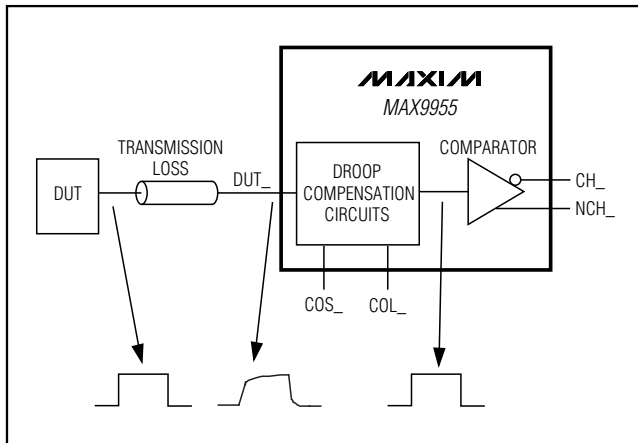 MAXIM
MAX9955
TRANSMISSION
LOSS
COMPARATOR
DUT
DUT_
DROOP
COMPENSATION
CIRCUITS
CH_
NCH_
COS_
COL_